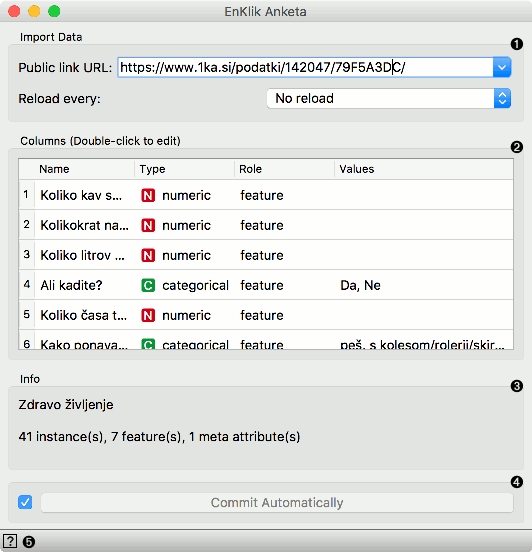 EnKlik Anketa
Import Data
❶
Public link URL: https://www.1ka.si/podatki/142047/79F5A3DC/
Reload every: No reload
Columns (Double-click to edit)
❷
Name Type Role Values
1 Koliko kav s... N numeric feature
2 Kolikokrat na... N numeric feature
3 Koliko litrov ... N numeric feature
4 Ali kadite? C categorical feature Da, Ne
5 Koliko časa t... N numeric feature
6 Kako ponava... C categorical feature peš, s kolesom/rolerji/skir...
Info
❸
Zdravo življenje
41 instance(s), 7 feature(s), 1 meta attribute(s)
❹
Commit Automatically
? ❺